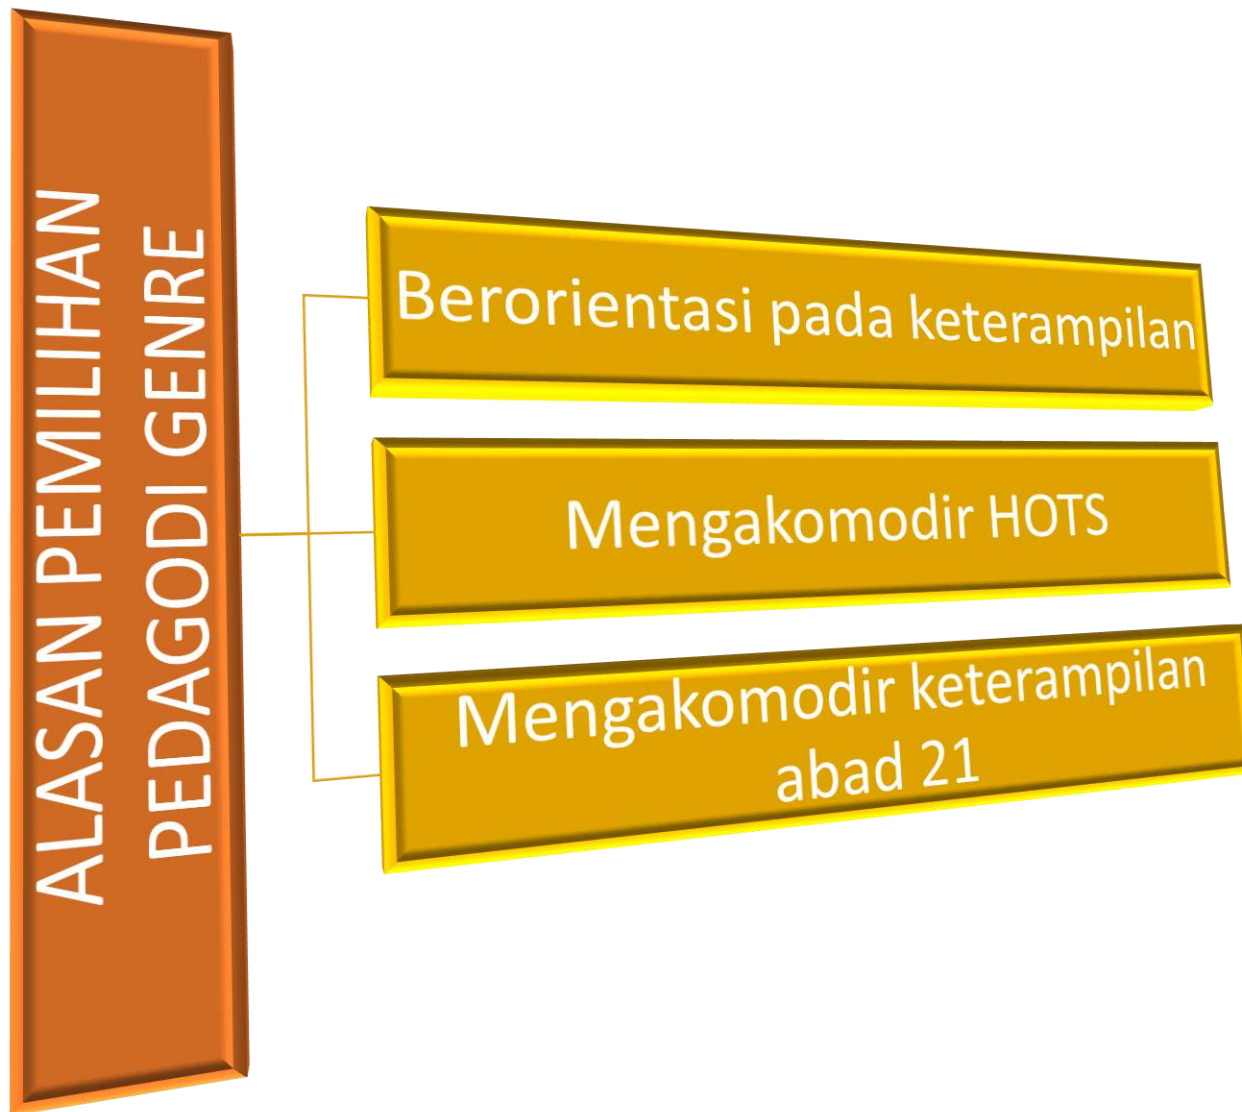 ALASAN PEMILIHAN
PEDAGODI GENRE
Berorientasi pada keterampilan
Mengakomodir HOTS
Mengakomodir keterampilan
abad 21